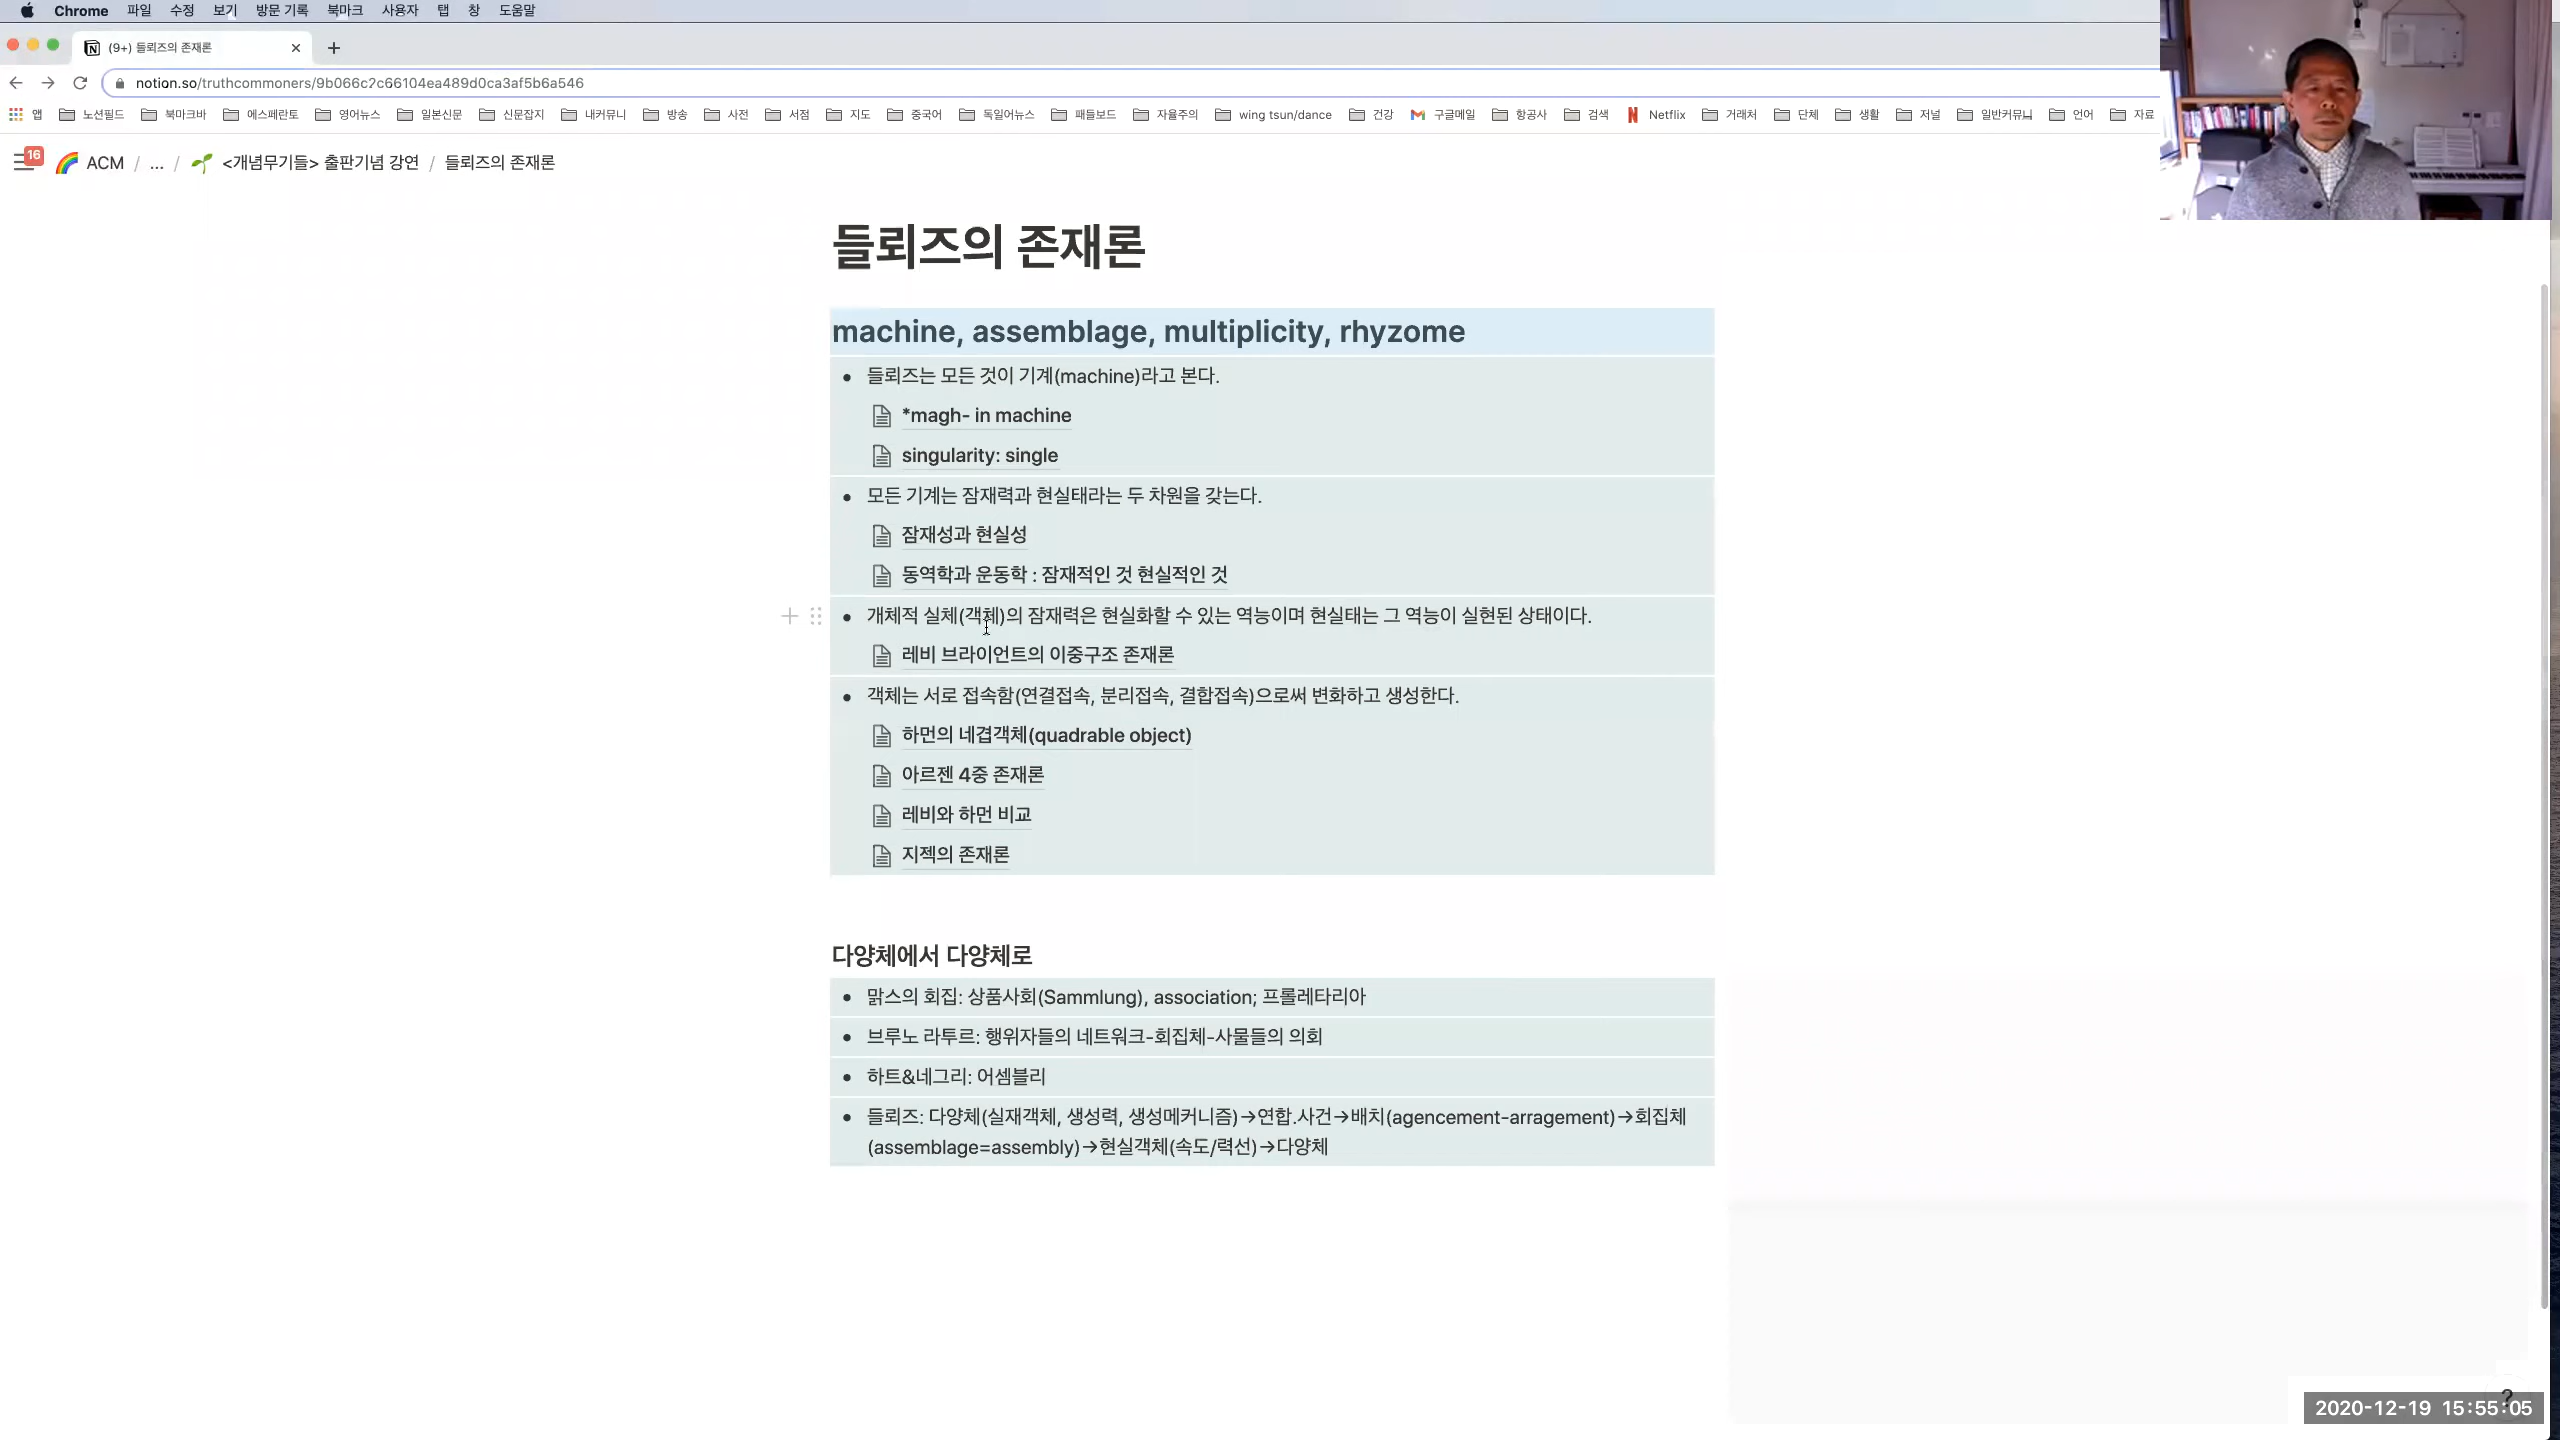 Chrome 파일 수정 보기 방문 기록 북마크 사용자 탭 창 도움말
(9+) 들뢰즈의 존재론
notion.so/truthcommoners/9b066c2c66104ea489d0ca3af5b6a546
앱 노션필드 북마크바 에스페란토 영어뉴스 일본신문 신문잡지 내커뮤니 방송 사전 서점 지도 중국어 독일어뉴스 패들보드 자율주의 wing tsun/dance 건강 구글메일 항공사 검색 Netflix 거래처 단체 생활 저널 일반커뮤니 언어 자료
16 ACM / ... / <개념무기들> 출판기념 강연 / 들뢰즈의 존재론
들뢰즈의 존재론
machine, assemblage, multiplicity, rhyzome
• 들뢰즈는 모든 것이 기계(machine)라고 본다.
*magh- in machine
singularity: single
• 모든 기계는 잠재력과 현실태라는 두 차원을 갖는다.
잠재성과 현실성
동역학과 운동학 : 잠재적인 것 현실적인 것
• 개체적 실체(객체)의 잠재력은 현실화할 수 있는 역능이며 현실태는 그 역능이 실현된 상태이다.
레비 브라이언트의 이중구조 존재론
• 객체는 서로 접속함(연결접속, 분리접속, 결합접속)으로써 변화하고 생성한다.
하먼의 네겹객체(quadrable object)
아르젠 4중 존재론
레비와 하먼 비교
지젝의 존재론
다양체에서 다양체로
• 맑스의 회집: 상품사회(Sammlung), association; 프롤레타리아
• 브루노 라투르: 행위자들의 네트워크-회집체-사물들의 의회
• 하트&네그리: 어셈블리
• 들뢰즈: 다양체(실재객체, 생성력, 생성메커니즘)→연합.사건→배치(agencement-arragement)→회집체
(assemblage=assembly)→현실객체(속도/력선)→다양체
?
2020-12-19 15:55:05